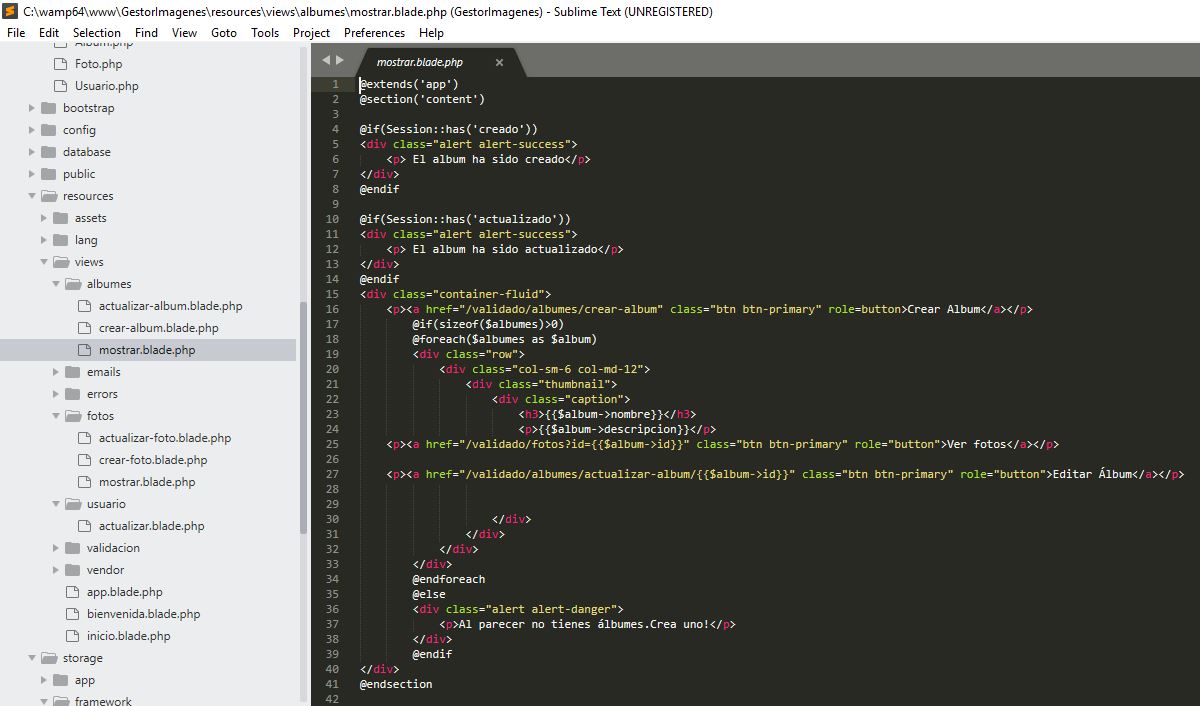 C:\wamp64\www\GestorImagenes\resources\views\albumes\mostrar.blade.php (GestorImagenes) - Sublime Text (UNREGISTERED)
File Edit Selection Find View Goto Tools Project Preferences Help
Album.php
Foto.php
Usuario.php
bootstrap
config
database
public
resources
assets
lang
views
albumes
actualizar-album.blade.php
crear-album.blade.php
mostrar.blade.php
emails
errors
fotos
actualizar-foto.blade.php
crear-foto.blade.php
mostrar.blade.php
usuario
actualizar.blade.php
validacion
vendor
app.blade.php
bienvenida.blade.php
inicio.blade.php
storage
app
framework
mostrar.blade.php ×
1 @extends('app')
2 @section('content')
3
4 @if(Session::has('creado'))
5 <div class="alert alert-success">
6 <p> El album ha sido creado</p>
7 </div>
8 @endif
9
10 @if(Session::has('actualizado'))
11 <div class="alert alert-success">
12 <p> El album ha sido actualizado</p>
13 </div>
14 @endif
15 <div class="container-fluid">
16 <p><a href="/validado/albumes/crear-album" class="btn btn-primary" role=button>Crear Album</a></p>
17 @if(sizeof($albumes)>0)
18 @foreach($albumes as $album)
19 <div class="row">
20 <div class="col-sm-6 col-md-12">
21 <div class="thumbnail">
22 <div class="caption">
23 <h3>{{$album->nombre}}</h3>
24 <p>{{$album->descripcion}}</p>
25 <p><a href="/validado/fotos?id={{$album->id}}" class="btn btn-primary" role="button">Ver fotos</a></p>
26
27 <p><a href="/validado/albumes/actualizar-album/{{$album->id}}" class="btn btn-primary" role="button">Editar Álbum</a></p>
28
29
30 </div>
31 </div>
32 </div>
33 </div>
34 @endforeach
35 @else
36 <div class="alert alert-danger">
37 <p>Al parecer no tienes álbumes.Crea uno!</p>
38 </div>
39 @endif
40 </div>
41 @endsection
42